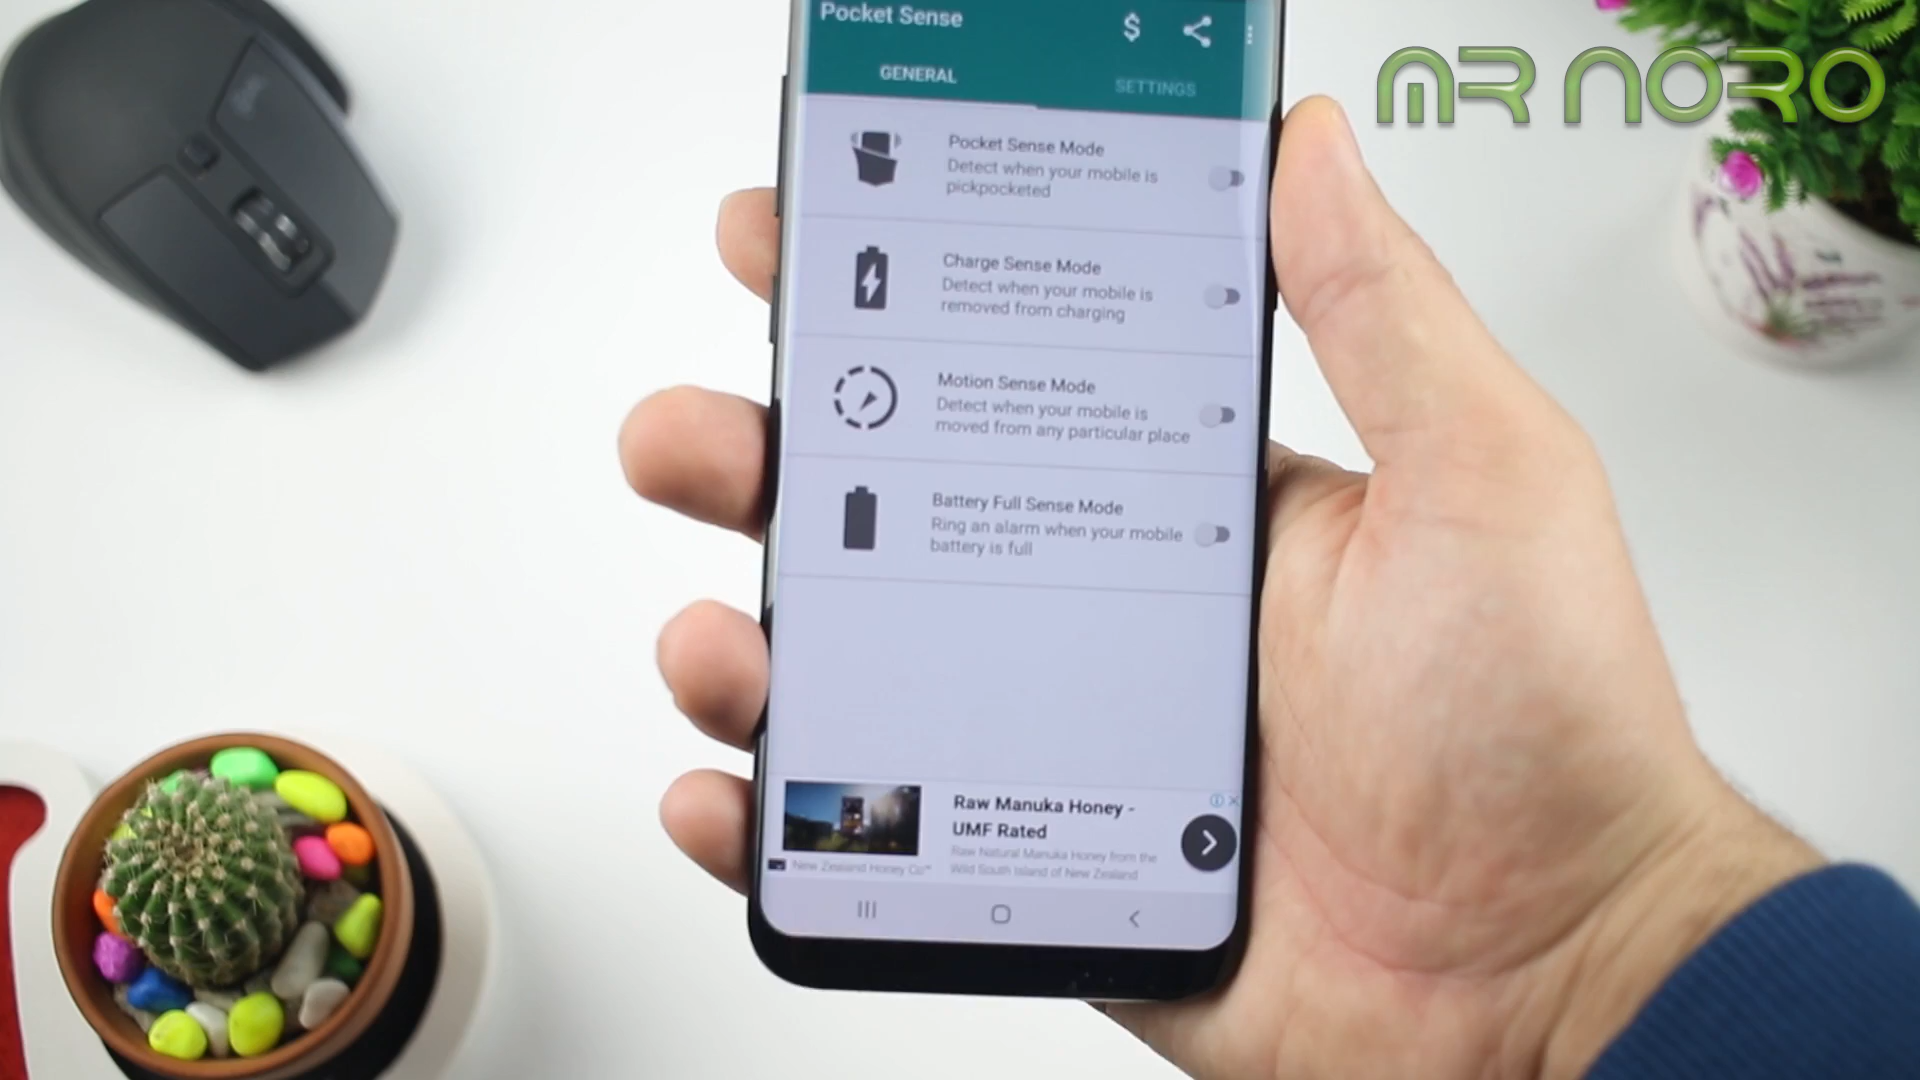 Pocket Sense
MR NORO
GENERAL
SETTINGS
Pocket Sense Mode
Detect when your mobile is
pickpocketed
Charge Sense Mode
Detect when your mobile is
removed from charging
Motion Sense Mode
Detect when your mobile is
moved from any particular place
Battery Full Sense Mode
Ring an alarm when your mobile
battery is full
Raw Manuka Honey -
UMF Rated
Raw Natural Manuka Honey from the
Wild South Island of New Zealand
New Zealand Honey Co™